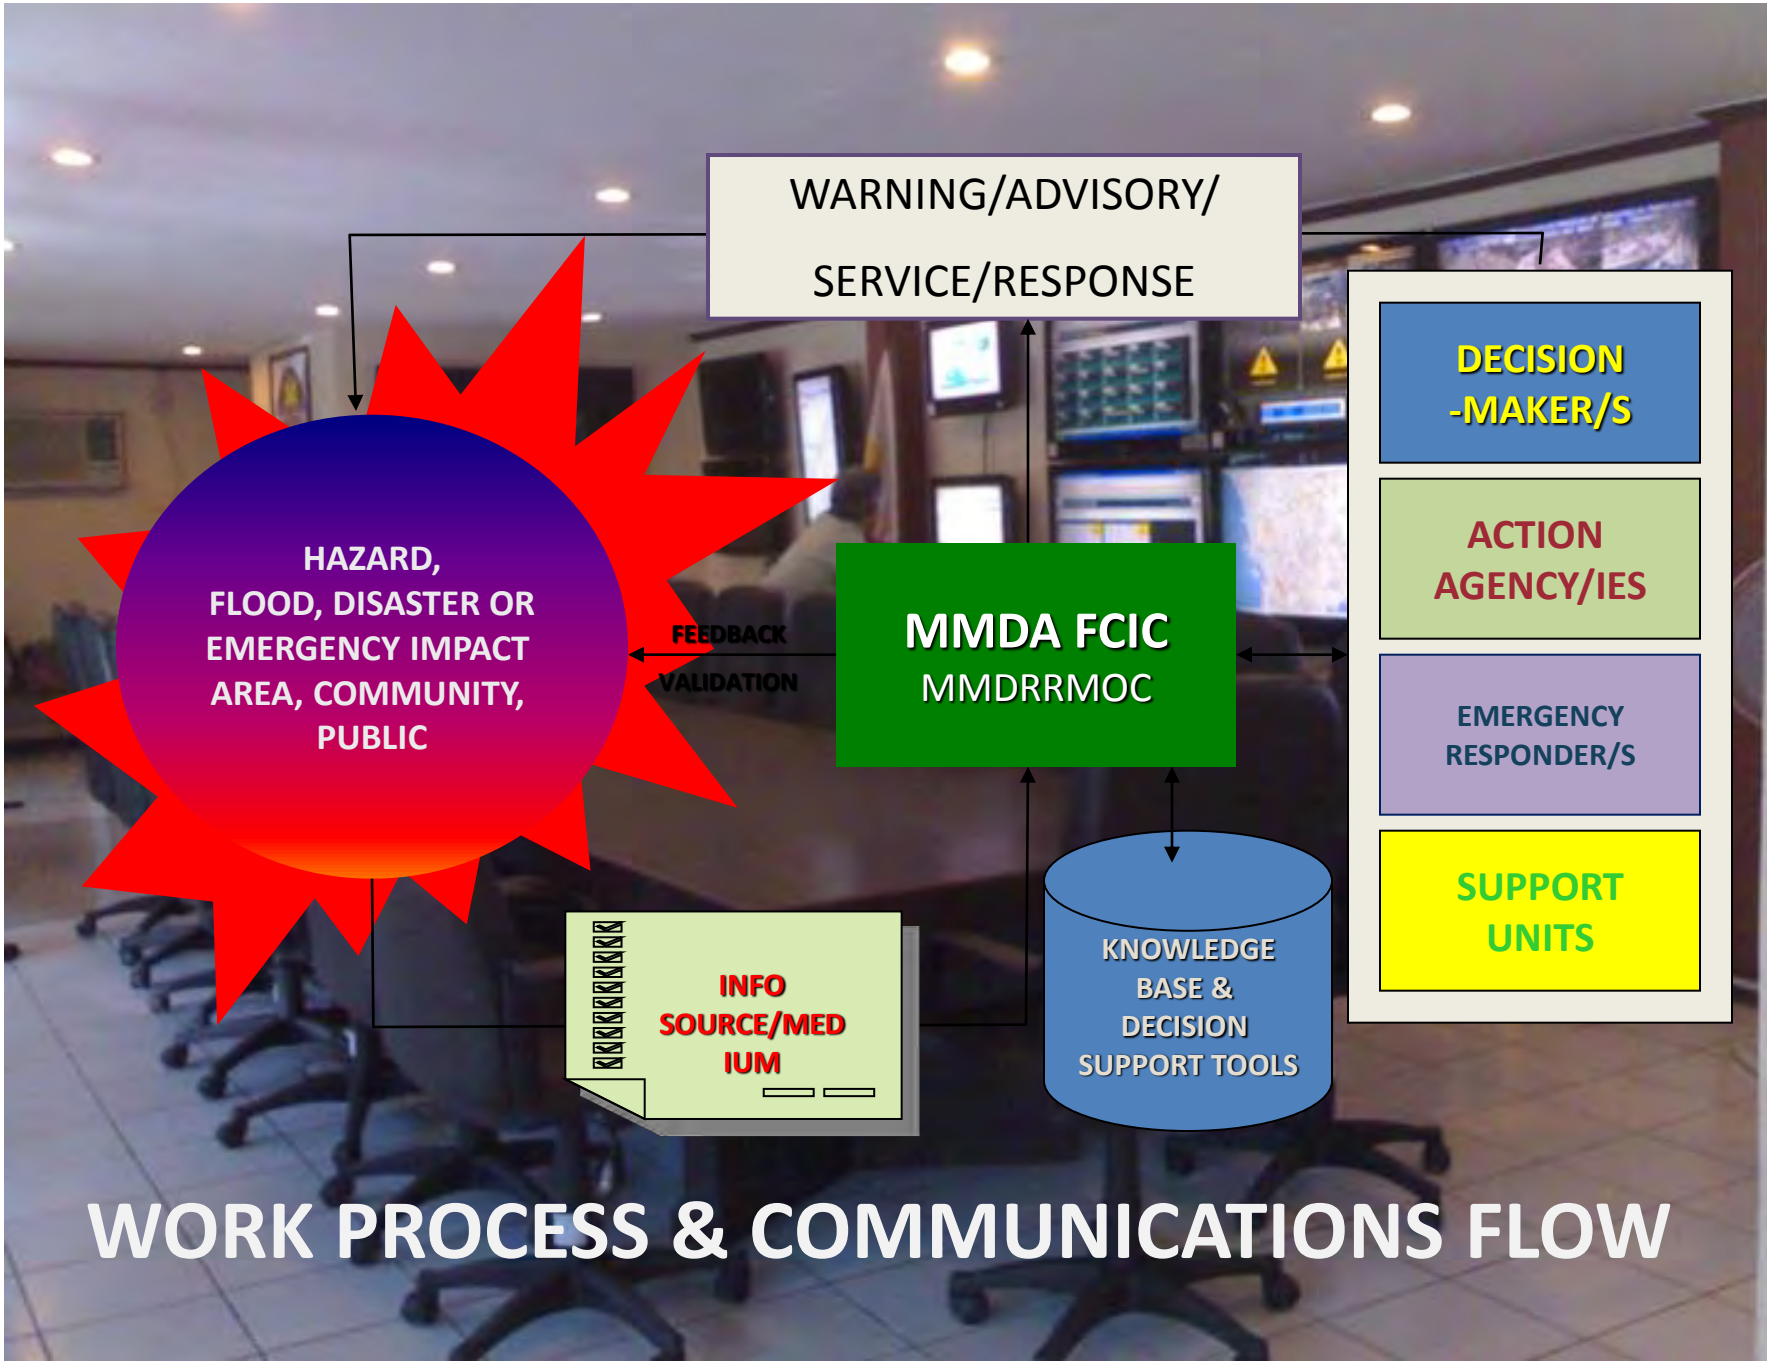 WARNING/ADVISORY/
SERVICE/RESPONSE
DECISION
-MAKER/S
ACTION
AGENCY/IES
EMERGENCY
RESPONDER/S
SUPPORT
UNITS
HAZARD,
FLOOD, DISASTER OR
EMERGENCY IMPACT
AREA, COMMUNITY,
PUBLIC
FEEDBACK
VALIDATION
MMDA FCIC
MMDRRMOC
INFO
SOURCE/MED
IUM
KNOWLEDGE
BASE &
DECISION
SUPPORT TOOLS
WORK PROCESS & COMMUNICATIONS FLOW